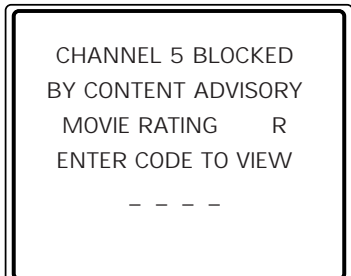 CHANNEL 5 BLOCKED
BY CONTENT ADVISORY
MOVIE RATING R
ENTER CODE TO VIEW
_ _ _ _